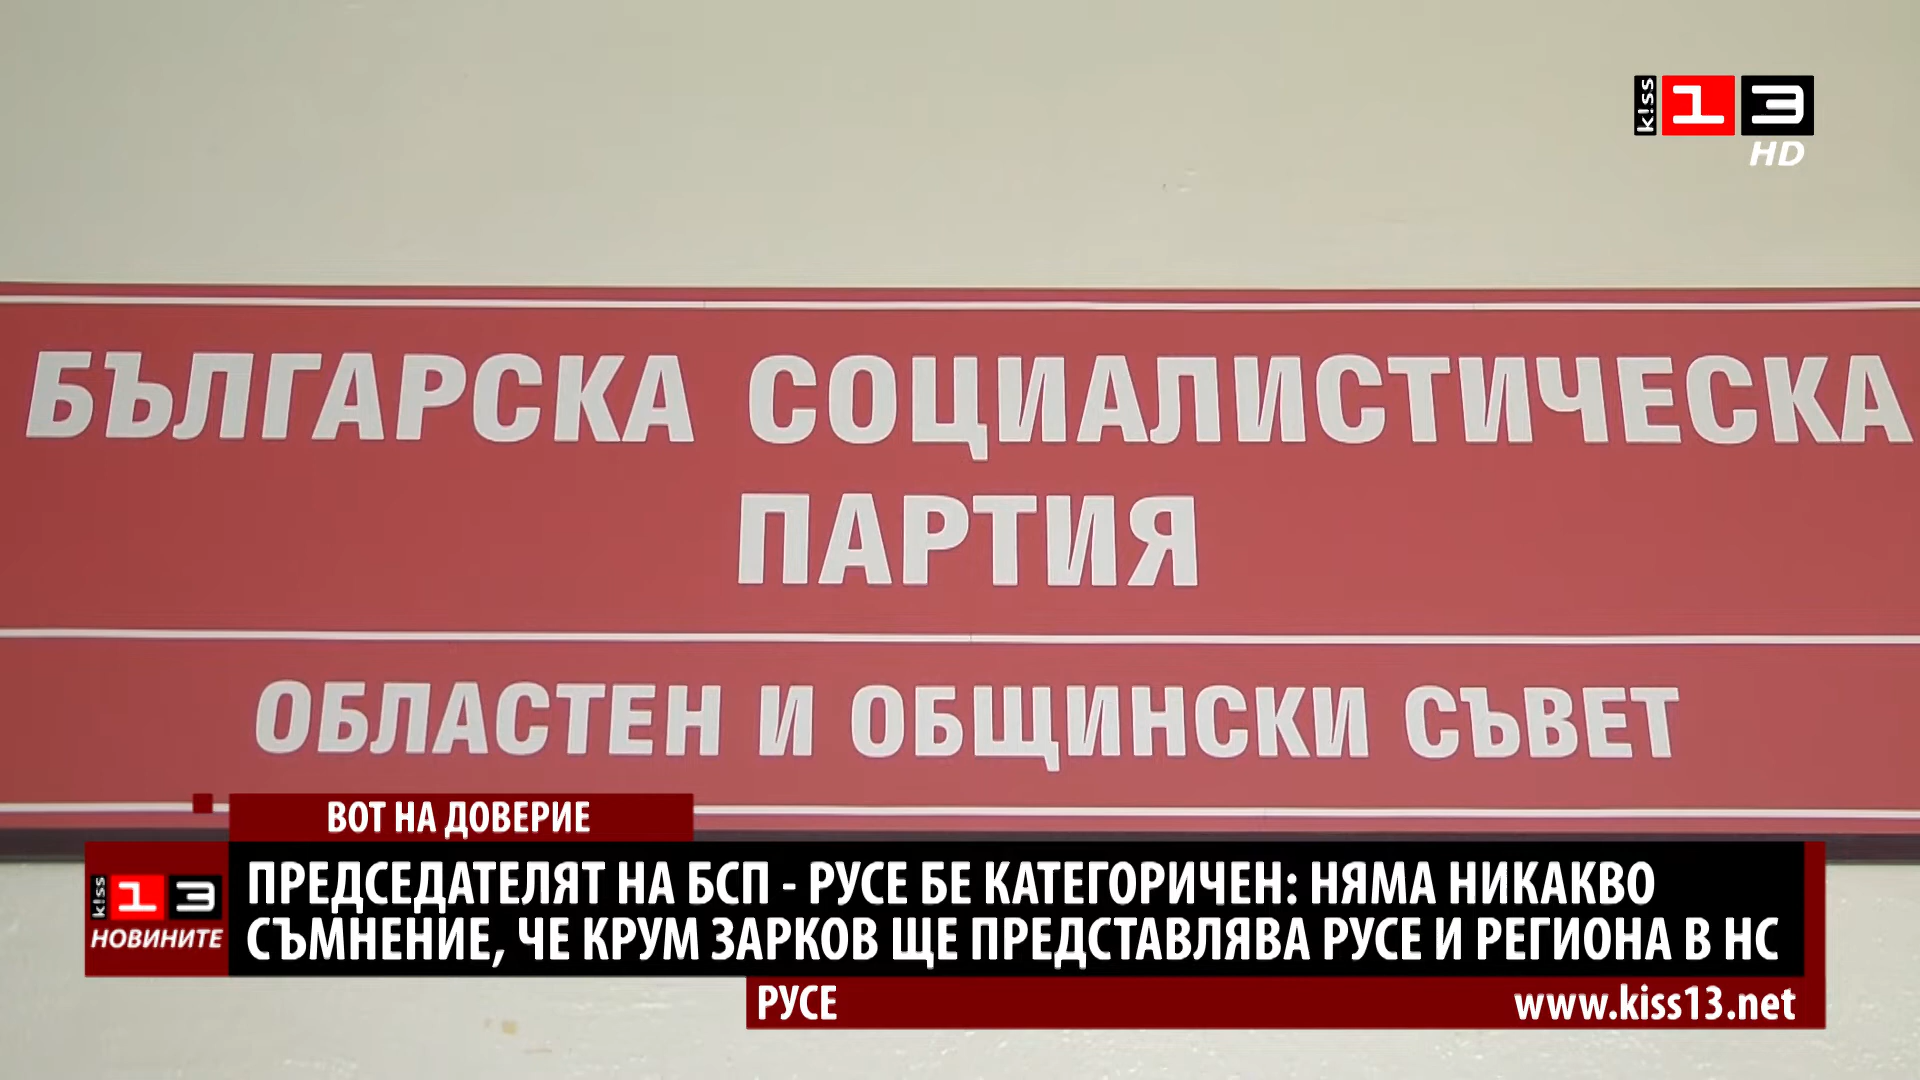 kiss 13
HD
БЪЛГАРСКА СОЦИАЛИСТИЧЕСКА
ПАРТИЯ
ОБЛАСТЕН И ОБЩИНСКИ СЪВЕТ
ВОТ НА ДОВЕРИЕ
kiss 13
НОВИНИТЕ
ПРЕДСЕДАТЕЛЯТ НА БСП - РУСЕ БЕ КАТЕГОРИЧЕН: НЯМА НИКАКВО
СЪМНЕНИЕ, ЧЕ КРУМ ЗАРКОВ ЩЕ ПРЕДСТАВЛЯВА РУСЕ И РЕГИОНА В НС
РУСЕ
www.kiss13.net